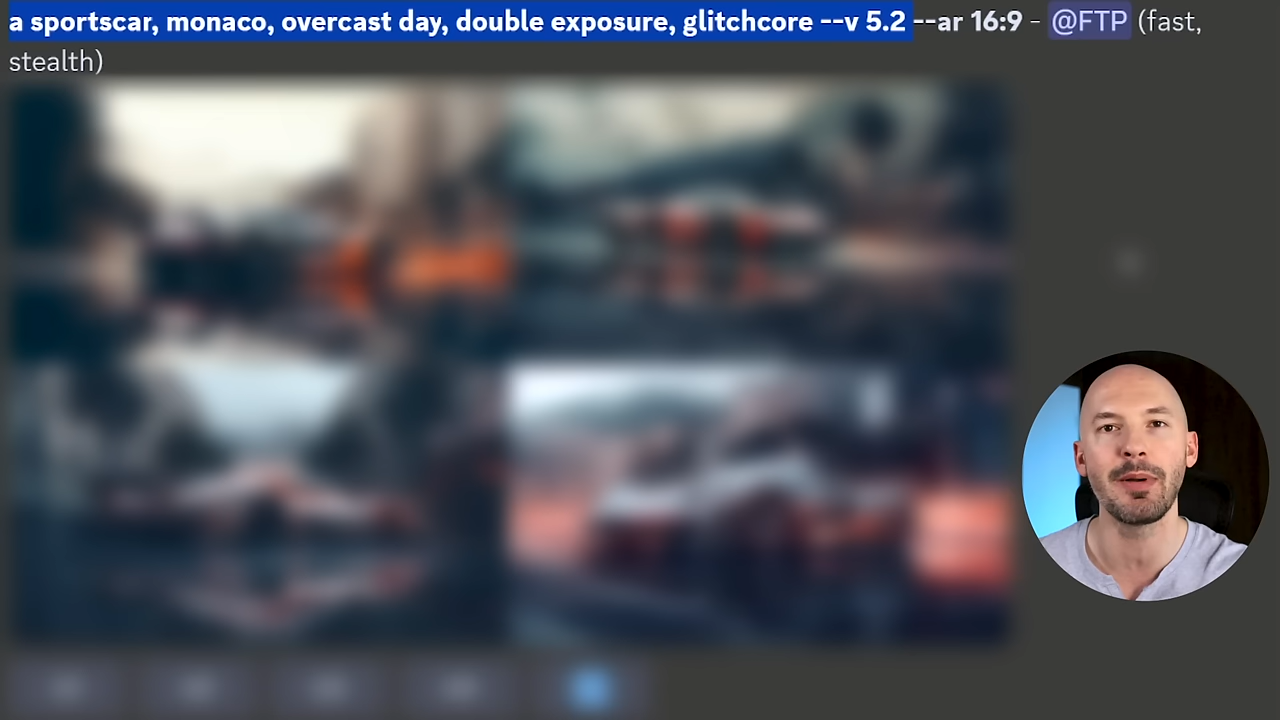 a sportscar, monaco, overcast day, double exposure, glitchcore --v 5.2 --ar 16:9 - @FTP (fast,
stealth)